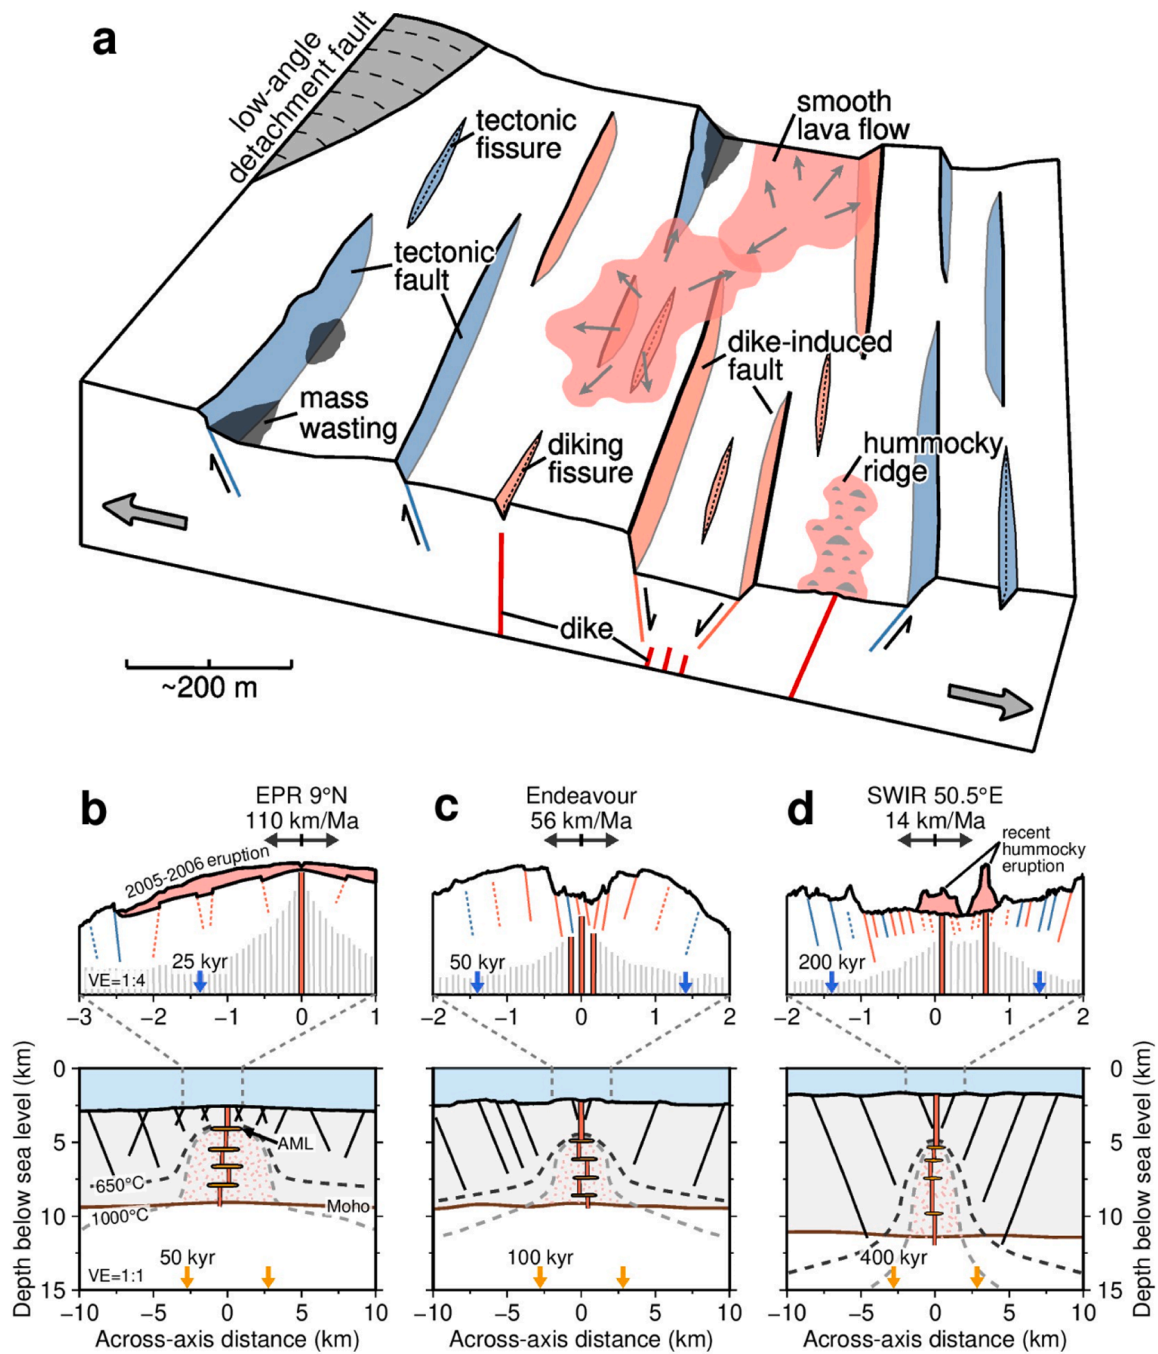 a
low-angle
detachment fault
tectonic
fissure
smooth
lava flow
tectonic
fault
dike-induced
fault
mass
wasting
diking
fissure
hummocky
ridge
dike
~200 m
b
EPR 9°N
110 km/Ma
2005-2006 eruption
25 kyr
VE=1:4
−3 −2 −1 0 1
c
Endeavour
56 km/Ma
50 kyr
−2 −1 0 1 2
d
SWIR 50.5°E
14 km/Ma
recent
hummocky
eruption
200 kyr
−2 −1 0 1 2
Depth below sea level (km)
0
5
10
15
AML
650°C
1000°C
Moho
50 kyr
VE=1:1
−10 −5 0 5 10
Across-axis distance (km)
100 kyr
−10 −5 0 5 10
Across-axis distance (km)
400 kyr
−10 −5 0 5 10
Across-axis distance (km)
0
5
10
15
Depth below sea level (km)